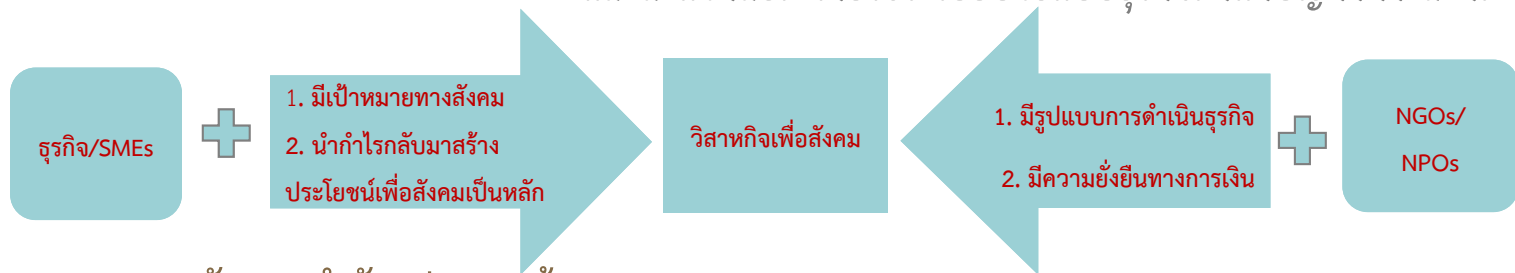 ธุรกิจ/SMEs
1. มีเป้าหมายทางสังคม
2. นำกำไรกลับมาสร้าง
ประโยชน์เพื่อสังคมเป็นหลัก
วิสาหกิจเพื่อสังคม
1. มีรูปแบบการดำเนินธุรกิจ
2. มีความยั่งยืนทางการเงิน
NGOs/
NPOs